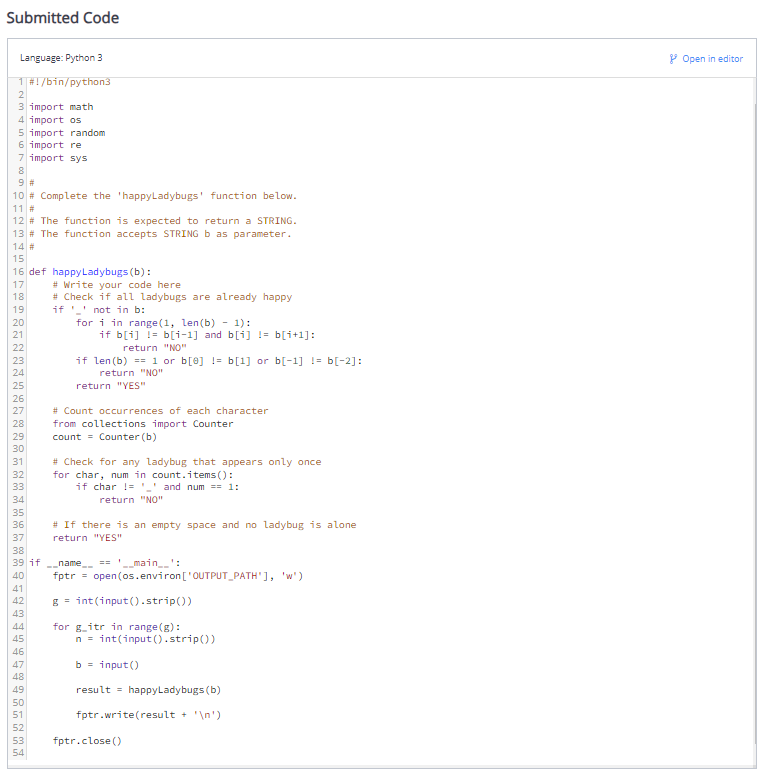 Submitted Code
Language: Python 3
Open in editor
1 #!/bin/python3
2
3 import math
4 import os
5 import random
6 import re
7 import sys
8
9 #
10 # Complete the 'happyLadybugs' function below.
11 #
12 # The function is expected to return a STRING.
13 # The function accepts STRING b as parameter.
14 #
15
16 def happyLadybugs(b):
17     # Write your code here
18     # Check if all ladybugs are already happy
19     if '_' not in b:
20         for i in range(1, len(b) - 1):
21             if b[i] != b[i-1] and b[i] != b[i+1]:
22                 return "NO"
23         if len(b) == 1 or b[0] != b[1] or b[-1] != b[-2]:
24             return "NO"
25         return "YES"
26
27     # Count occurrences of each character
28     from collections import Counter
29     count = Counter(b)
30
31     # Check for any ladybug that appears only once
32     for char, num in count.items():
33         if char != '_' and num == 1:
34             return "NO"
35
36     # If there is an empty space and no ladybug is alone
37     return "YES"
38
39 if __name__ == '__main__':
40     fptr = open(os.environ['OUTPUT_PATH'], 'w')
41
42     g = int(input().strip())
43
44     for g_itr in range(g):
45         n = int(input().strip())
46
47         b = input()
48
49         result = happyLadybugs(b)
50
51         fptr.write(result + '\n')
52
53     fptr.close()
54